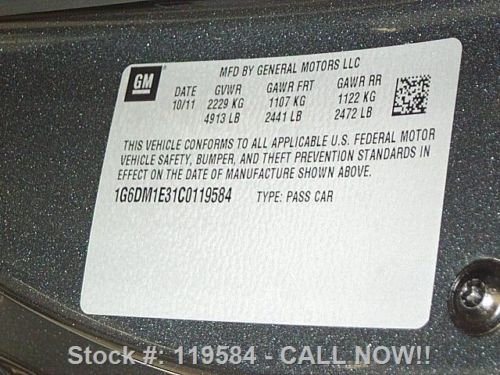 GM
MFD BY GENERAL MOTORS LLC
DATE GVWR GAWR FRT GAWR RR
10/11 2229 KG 1107 KG 1122 KG
4913 LB 2441 LB 2472 LB
THIS VEHICLE CONFORMS TO ALL APPLICABLE U.S. FEDERAL MOTOR
VEHICLE SAFETY, BUMPER, AND THEFT PREVENTION STANDARDS IN
EFFECT ON THE DATE OF MANUFACTURE SHOWN ABOVE.
1G6DM1E31C0119584 TYPE: PASS CAR
Stock #: 119584 - CALL NOW!!